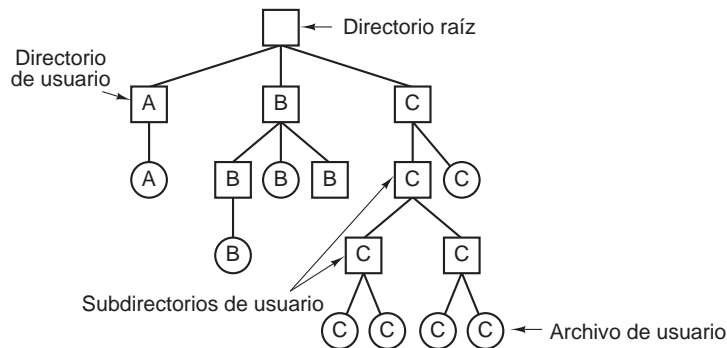 Directorio raíz
Directorio
de usuario
A B C
A B B B C C
B C C
Subdirectorios de usuario
C C C C
Archivo de usuario